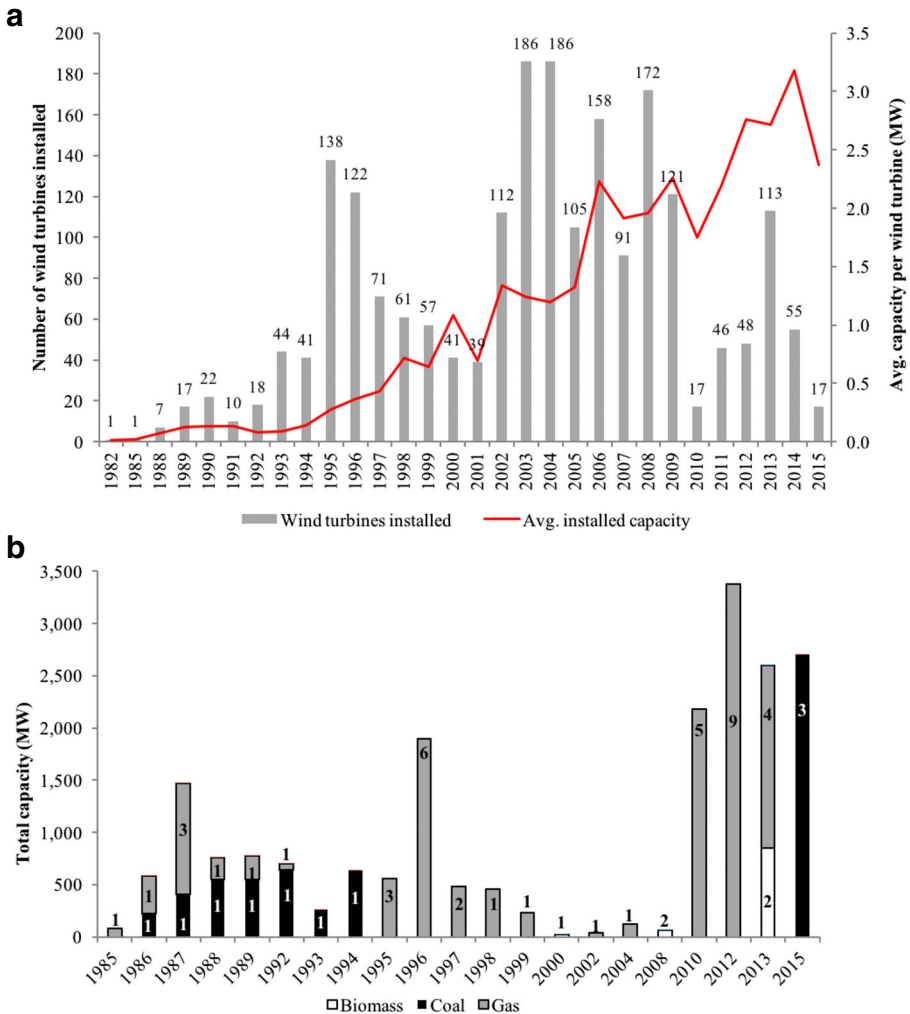 a
200
180
160
140
120
100
80
60
40
20
0
Number of wind turbines installed
3.5
3.0
2.5
2.0
1.5
1.0
0.5
0.0
Avg. capacity per wind turbine (MW)
1 1 7 17 22 10 18 44 41 138 122 71 61 57 41 39 112 186 186 105 158 91 172 121 17 46 48 113 55 17
1982 1985 1988 1989 1990 1991 1992 1993 1994 1995 1996 1997 1998 1999 2000 2001 2002 2003 2004 2005 2006 2007 2008 2009 2010 2011 2012 2013 2014 2015
Wind turbines installed Avg. installed capacity
b
3,500
3,000
2,500
2,000
1,500
1,000
500
0
Total capacity (MW)
1 1 1 3 1 1 1 1 1 1 1 1 1 3 6 2 1 1 1 1 1 2 5 9 4 2 3
1985 1986 1987 1988 1989 1992 1993 1994 1995 1996 1997 1998 1999 2000 2002 2004 2008 2010 2012 2013 2015
Biomass Coal Gas